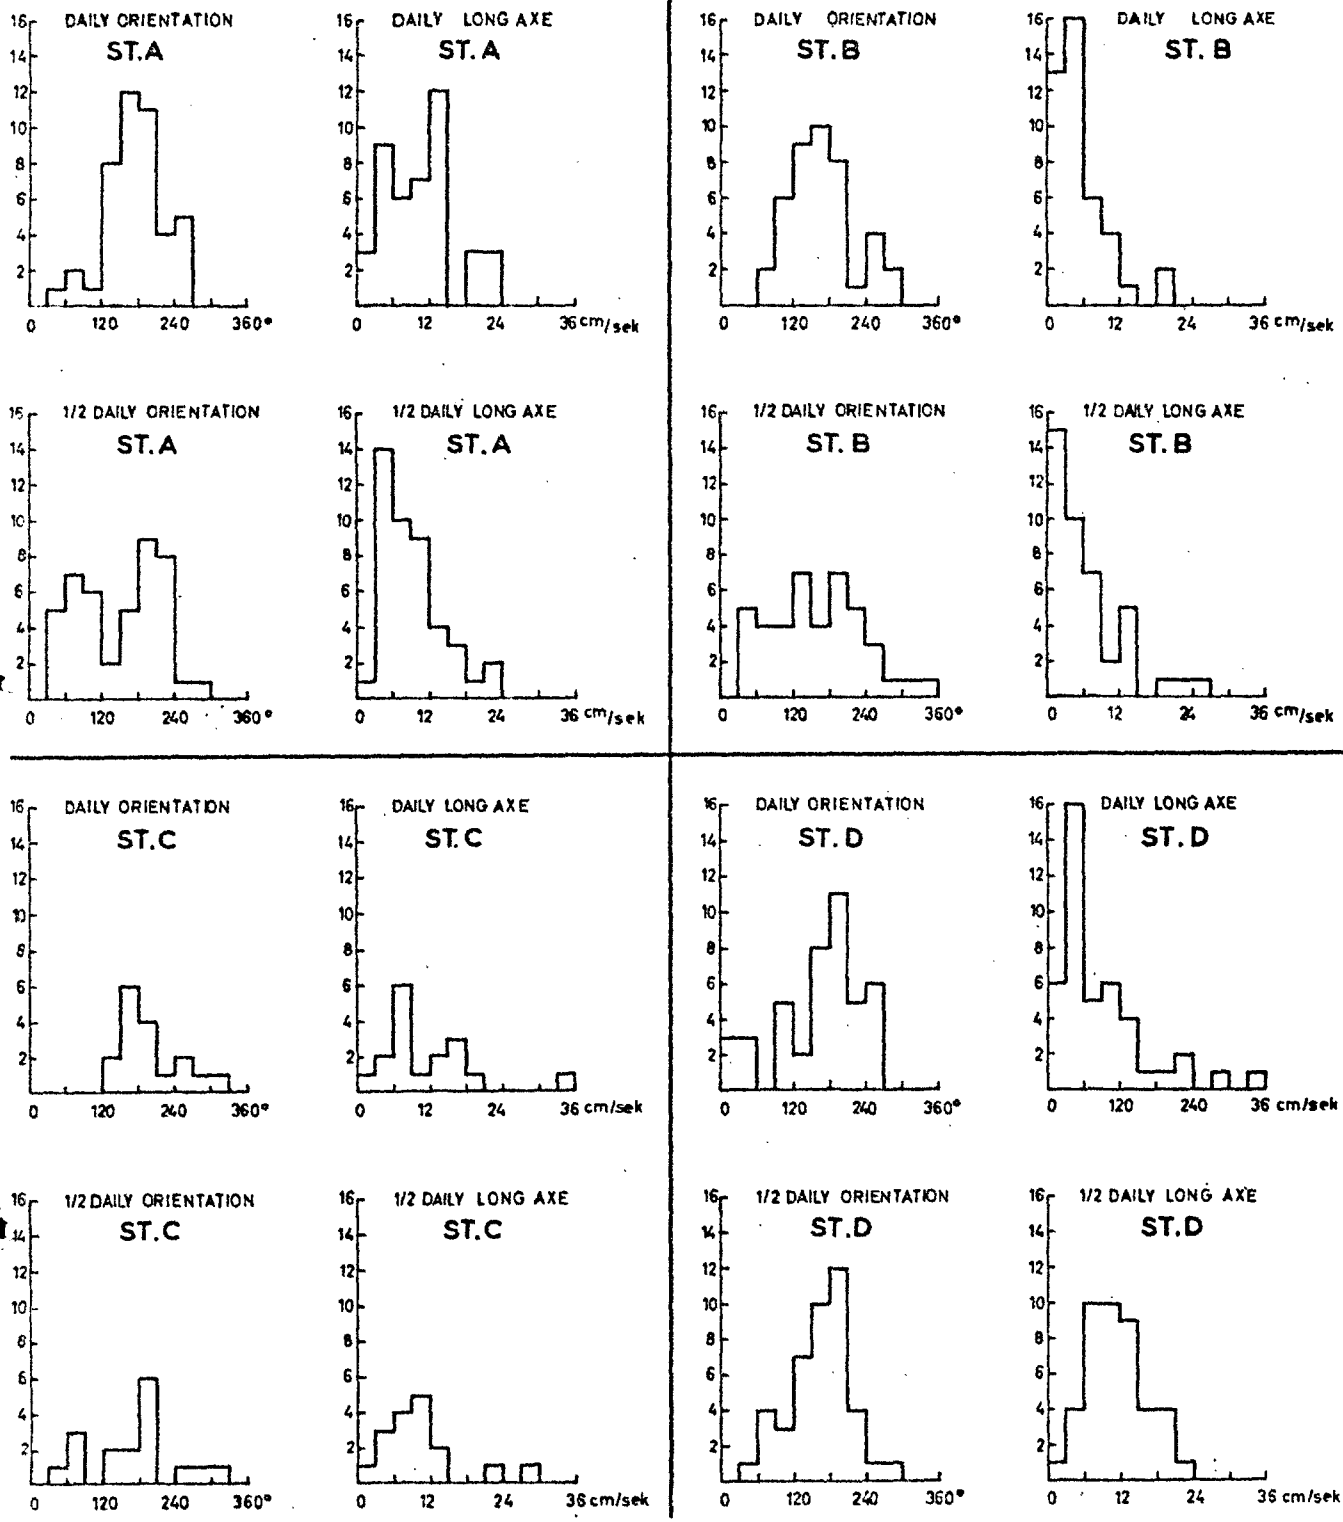 DAILY ORIENTATION
ST.A
16
14
12
10
8
6
4
2
0 120 240 360°
DAILY LONG AXE
ST.A
16
14
12
10
8
6
4
2
0 12 24 36 cm/sek
DAILY ORIENTATION
ST.B
16
14
12
10
8
6
4
2
0 120 240 360°
DAILY LONG AXE
ST.B
16
14
12
10
8
6
4
2
0 12 24 36 cm/sek
1/2 DAILY ORIENTATION
ST.A
16
14
12
10
8
6
4
2
0 120 240 360°
1/2 DAILY LONG AXE
ST.A
16
14
12
10
8
6
4
2
0 12 24 36 cm/sek
1/2 DAILY ORIENTATION
ST.B
16
14
12
10
8
6
4
2
0 120 240 360°
1/2 DAILY LONG AXE
ST.B
16
14
12
10
8
6
4
2
0 12 24 36 cm/sek
DAILY ORIENTATION
ST.C
16
14
12
10
8
6
4
2
0 120 240 360°
DAILY LONG AXE
ST.C
16
14
12
10
8
6
4
2
0 12 24 36 cm/sek
DAILY ORIENTATION
ST.D
16
14
12
10
8
6
4
2
0 120 240 360°
DAILY LONG AXE
ST.D
16
14
12
10
8
6
4
2
0 120 240 36 cm/sek
1/2 DAILY ORIENTATION
ST.C
16
14
12
10
8
6
4
2
0 120 240 360°
1/2 DAILY LONG AXE
ST.C
16
14
12
10
8
6
4
2
0 12 24 36 cm/sek
1/2 DAILY ORIENTATION
ST.D
16
14
12
10
8
6
4
2
0 120 240 360°
1/2 DAILY LONG AXE
ST.D
16
14
12
10
8
6
4
2
0 12 24 36 cm/sek